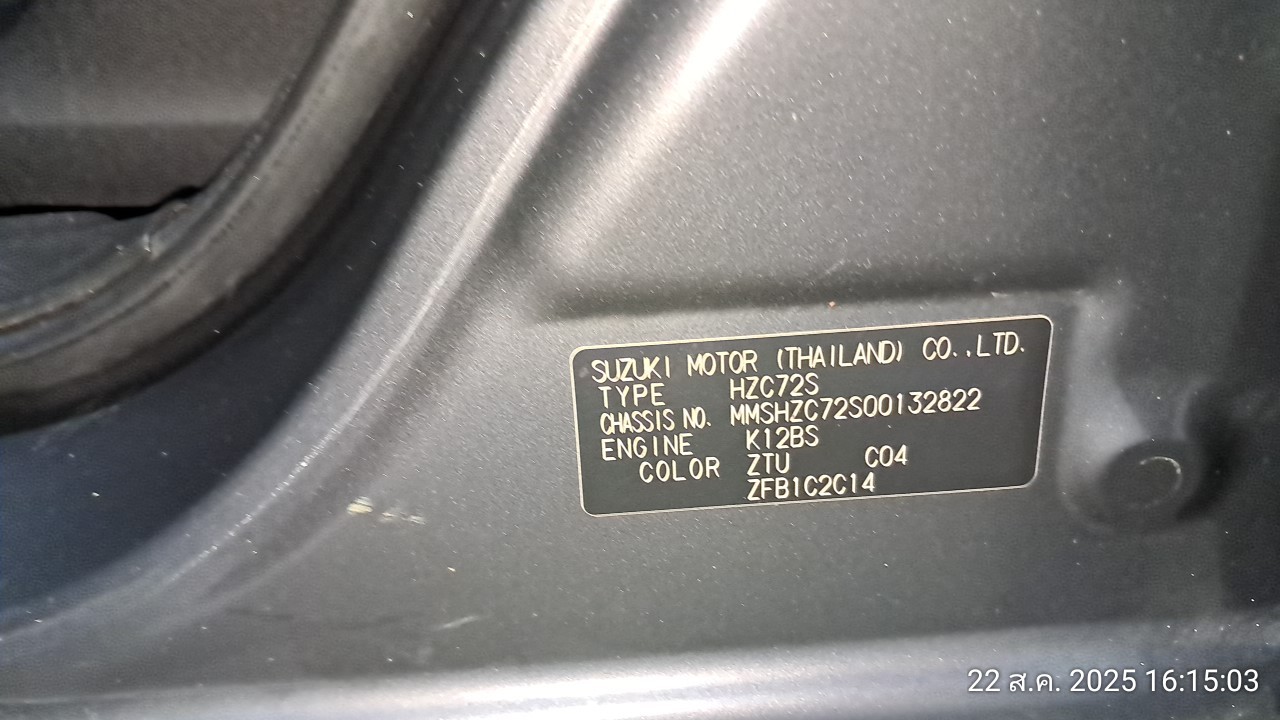 SUZUKI MOTOR (THAILAND) CO.,LTD.
TYPE HZC72S
CHASSIS NO. MMSHZC72S00132822
ENGINE K12BS
COLOR ZTU C04
ZFB1C2C14
22 ส.ค. 2025 16:15:03